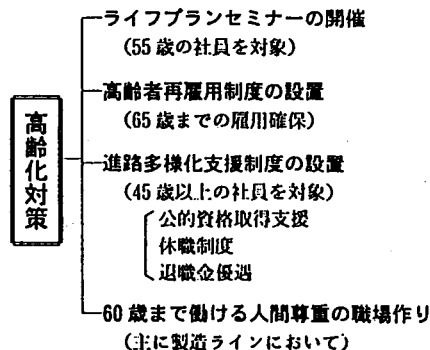 高齢化対策
ライフプランセミナーの開催
(55歳の社員を対象)
高齢者再雇用制度の設置
(65歳までの雇用確保)
進路多様化支援制度の設置
(45歳以上の社員を対象)
公的資格取得支援
休職制度
退職金優遇
60歳まで働ける人間尊重の職場作り
(主に製造ラインにおいて)